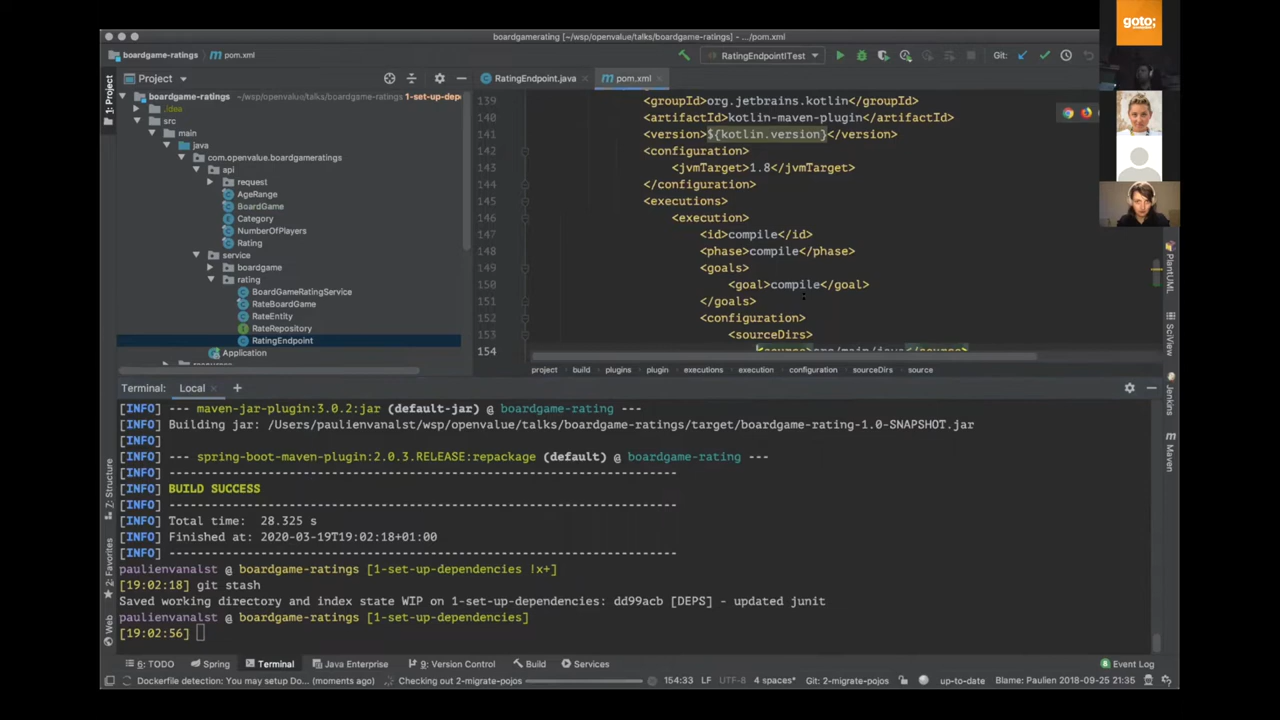 goto;
boardgamerating [~/wsp/openvalue/talks/boardgame-ratings] – .../pom.xml
boardgame-ratings
pom.xml
RatingEndpointITest
Git:
Project
RatingEndpoint.java
pom.xml
1: Project
boardgame-ratings ~/wsp/openvalue/talks/boardgame-ratings 1-set-up-depe
.idea
src
main
java
com.openvalue.boardgameratings
api
request
AgeRange
BoardGame
Category
NumberOfPlayers
Rating
service
boardgame
rating
BoardGameRatingService
RateBoardGame
RateEntity
RateRepository
RatingEndpoint
Application
139 <groupId>org.jetbrains.kotlin</groupId>
140 <artifactId>kotlin-maven-plugin</artifactId>
141 <version>${kotlin.version}</version>
142 <configuration>
143 <jvmTarget>1.8</jvmTarget>
144 </configuration>
145 <executions>
146 <execution>
147 <id>compile</id>
148 <phase>compile</phase>
149 <goals>
150 <goal>compile</goal>
151 </goals>
152 <configuration>
153 <sourceDirs>
154 <source>src/main/java</source>
project build plugins plugin executions execution configuration sourceDirs source
PlantUML
SciView
Jenkins
Maven
Terminal: Local +
[INFO] --- maven-jar-plugin:3.0.2:jar (default-jar) @ boardgame-rating ---
[INFO] Building jar: /Users/paulienvanalst/wsp/openvalue/talks/boardgame-ratings/target/boardgame-rating-1.0-SNAPSHOT.jar
[INFO]
[INFO] --- spring-boot-maven-plugin:2.0.3.RELEASE:repackage (default) @ boardgame-rating ---
[INFO] ------------------------------------------------------------------------
[INFO] BUILD SUCCESS
[INFO] ------------------------------------------------------------------------
[INFO] Total time:  28.325 s
[INFO] Finished at: 2020-03-19T19:02:18+01:00
[INFO] ------------------------------------------------------------------------
paulienvanalst @ boardgame-ratings [1-set-up-dependencies !x+]
[19:02:18] git stash
Saved working directory and index state WIP on 1-set-up-dependencies: dd99acb [DEPS] - updated junit
paulienvanalst @ boardgame-ratings [1-set-up-dependencies]
[19:02:56]
Z: Structure
2: Favorites
Web
6: TODO Spring Terminal Java Enterprise 9: Version Control Build Services Event Log
Dockerfile detection: You may setup Do... (moments ago) Checking out 2-migrate-pojos 154:33 LF UTF-8 4 spaces* Git: 2-migrate-pojos up-to-date Blame: Paulien 2018-09-25 21:35